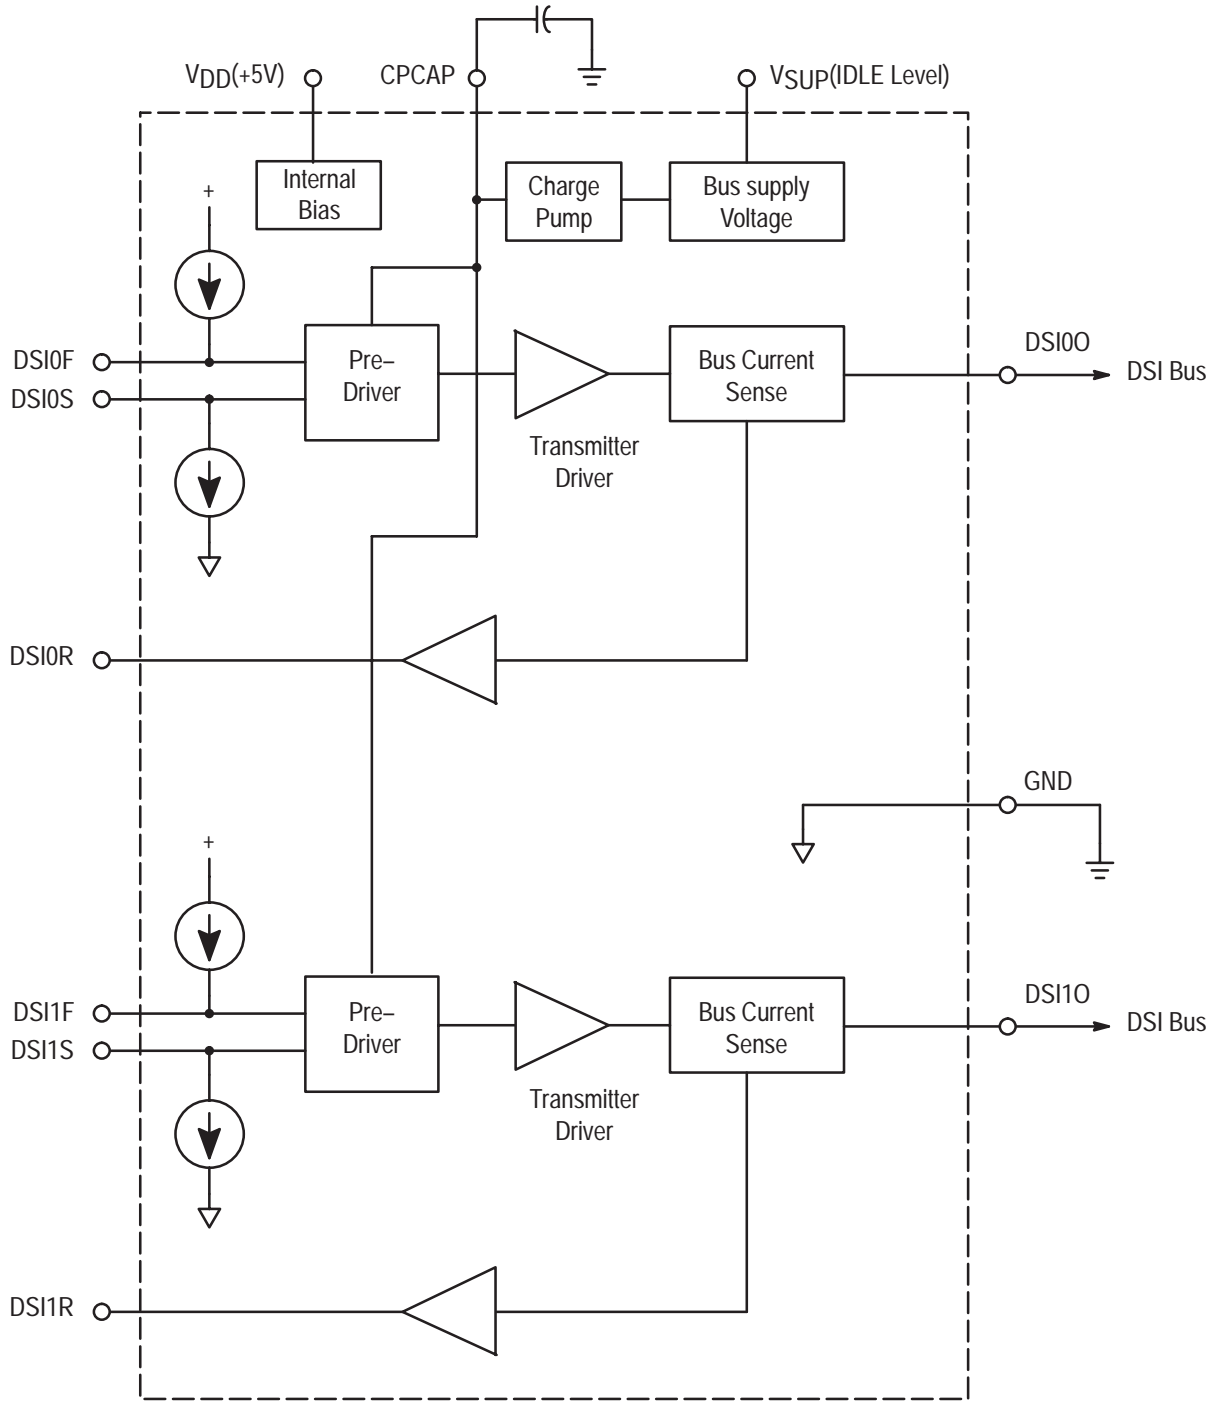 VDD(+5V)
CPCAP
VSUP(IDLE Level)
Internal
Bias
Charge
Pump
Bus supply
Voltage
+
DSI0F
DSI0S
Pre–
Driver
Transmitter
Driver
Bus Current
Sense
DSI0O
DSI Bus
DSI0R
GND
+
DSI1F
DSI1S
Pre–
Driver
Transmitter
Driver
Bus Current
Sense
DSI1O
DSI Bus
DSI1R